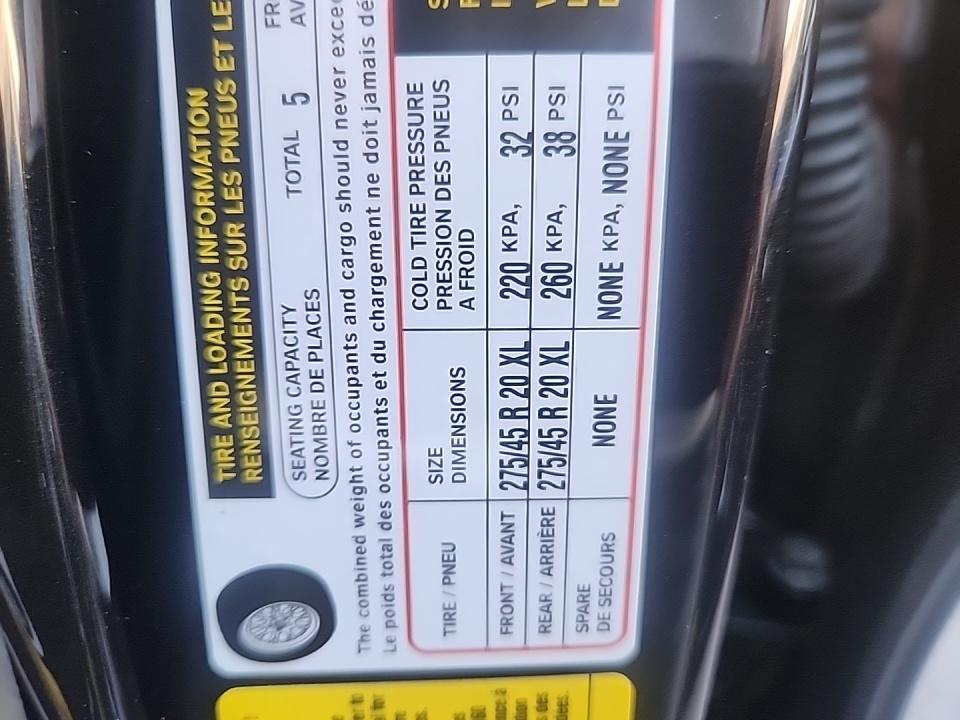 TIRE AND LOADING INFORMATION
RENSEIGNEMENTS SUR LES PNEUS ET LE
SEATING CAPACITY
NOMBRE DE PLACES
TOTAL 5
The combined weight of occupants and cargo should never
Le poids total des occupants et du chargement ne doit jamais
TIRE / PNEU
SIZE
DIMENSIONS
COLD TIRE PRESSURE
PRESSION DES PNEUS
A FROID
FRONT / AVANT 275/45 R 20 XL 220 KPA, 32 PSI
REAR / ARRIÈRE 275/45 R 20 XL 260 KPA, 38 PSI
SPARE
DE SECOURS
NONE NONE KPA, NONE PSI